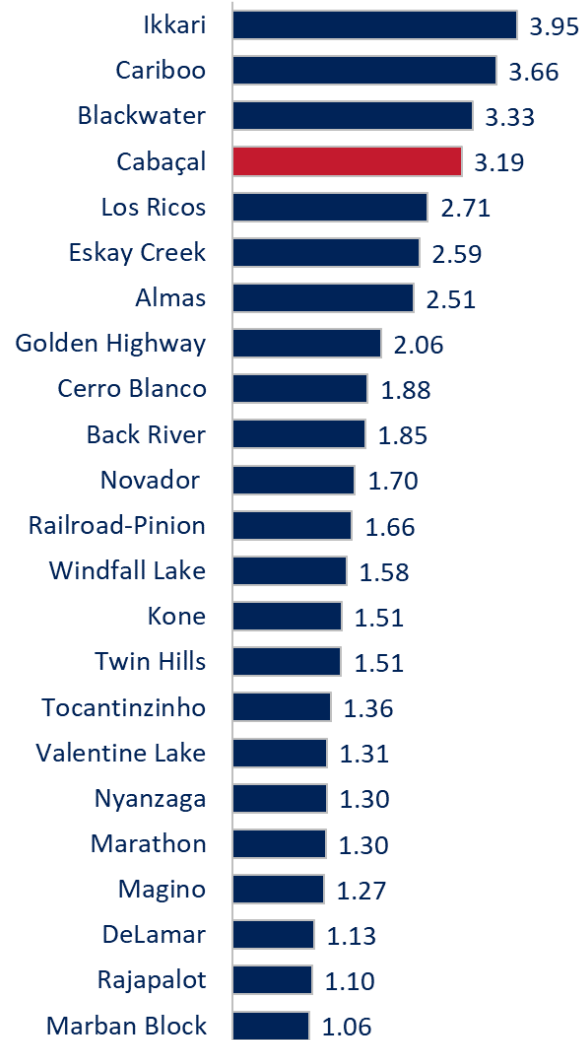 Ikkari 3.95
Cariboo 3.66
Blackwater 3.33
Cabaçal 3.19
Los Ricos 2.71
Eskay Creek 2.59
Almas 2.51
Golden Highway 2.06
Cerro Blanco 1.88
Back River 1.85
Novador 1.70
Railroad-Pinion 1.66
Windfall Lake 1.58
Kone 1.51
Twin Hills 1.51
Tocantinzinho 1.36
Valentine Lake 1.31
Nyanzaga 1.30
Marathon 1.30
Magino 1.27
DeLamar 1.13
Rajapalot 1.10
Marban Block 1.06